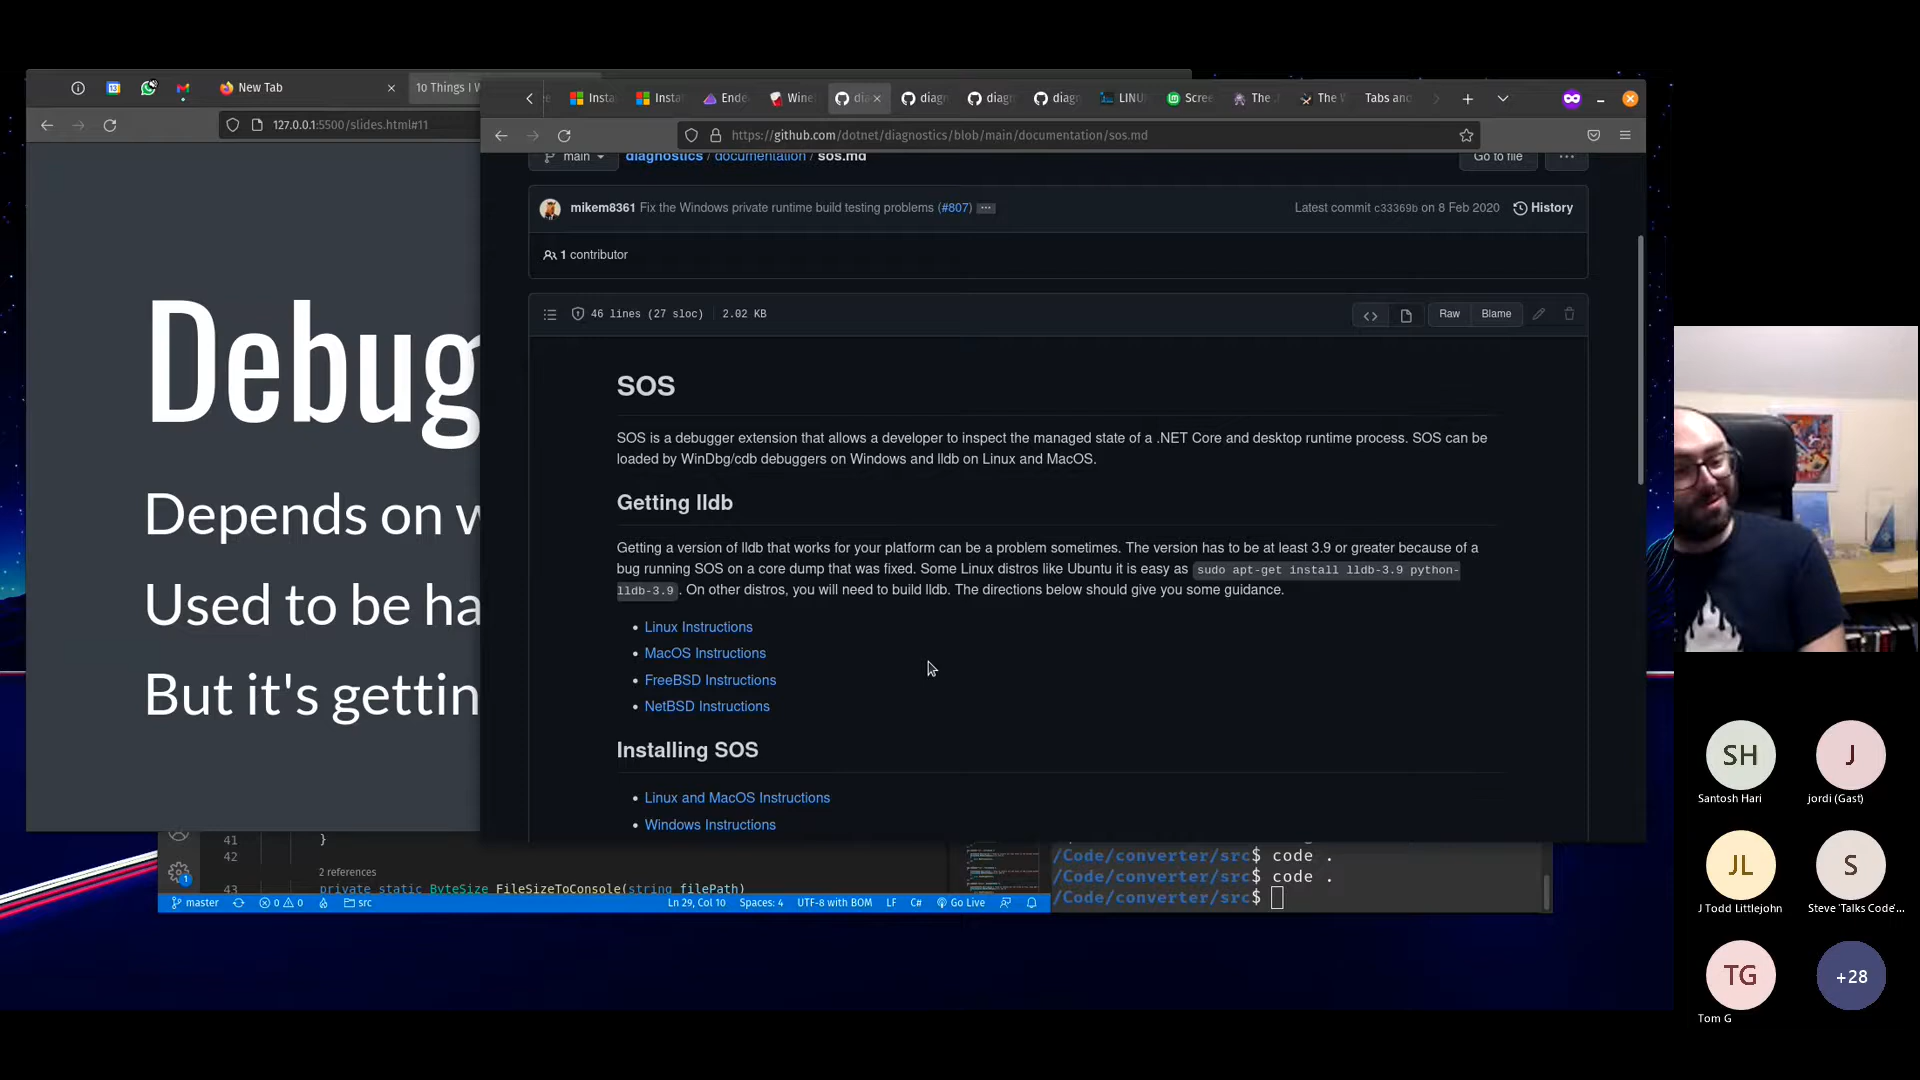 New Tab
10 Things I W
127.0.0.1:5500/slides.html#11
Debug
Depends on w
Used to be ha
But it's gettin
Insta
Insta
Ende
Wine
dia
diagn
diagn
diagn
LINU
Scree
The
The W
Tabs and
https://github.com/dotnet/diagnostics/blob/main/documentation/sos.md
main
diagnostics / documentation / sos.md
Go to file
mikem8361 Fix the Windows private runtime build testing problems (#807)
Latest commit c33369b on 8 Feb 2020
History
1 contributor
46 lines (27 sloc)
2.02 KB
Raw
Blame
SOS
SOS is a debugger extension that allows a developer to inspect the managed state of a .NET Core and desktop runtime process. SOS can be
loaded by WinDbg/cdb debuggers on Windows and lldb on Linux and MacOS.
Getting lldb
Getting a version of lldb that works for your platform can be a problem sometimes. The version has to be at least 3.9 or greater because of a
bug running SOS on a core dump that was fixed. Some Linux distros like Ubuntu it is easy as sudo apt-get install lldb-3.9 python-
lldb-3.9 . On other distros, you will need to build lldb. The directions below should give you some guidance.
Linux Instructions
MacOS Instructions
FreeBSD Instructions
NetBSD Instructions
Installing SOS
Linux and MacOS Instructions
Windows Instructions
41 }
42
2 references
43 private static ByteSize FileSizeToConsole(string filePath)
master
0 0
src
Ln 29, Col 10
Spaces: 4
UTF-8 with BOM
LF
C#
Go Live
/Code/converter/src$ code .
/Code/converter/src$ code .
/Code/converter/src$
SH
Santosh Hari
J
jordi (Gast)
JL
J Todd Littlejohn
S
Steve 'Talks Code'...
TG
Tom G
+28